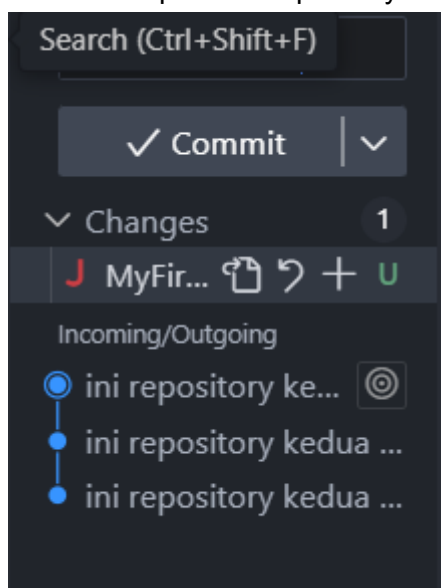 Search (Ctrl+Shift+F)
Commit
Changes 1
J MyFir... U
Incoming/Outgoing
ini repository ke...
ini repository kedua ...
ini repository kedua ...